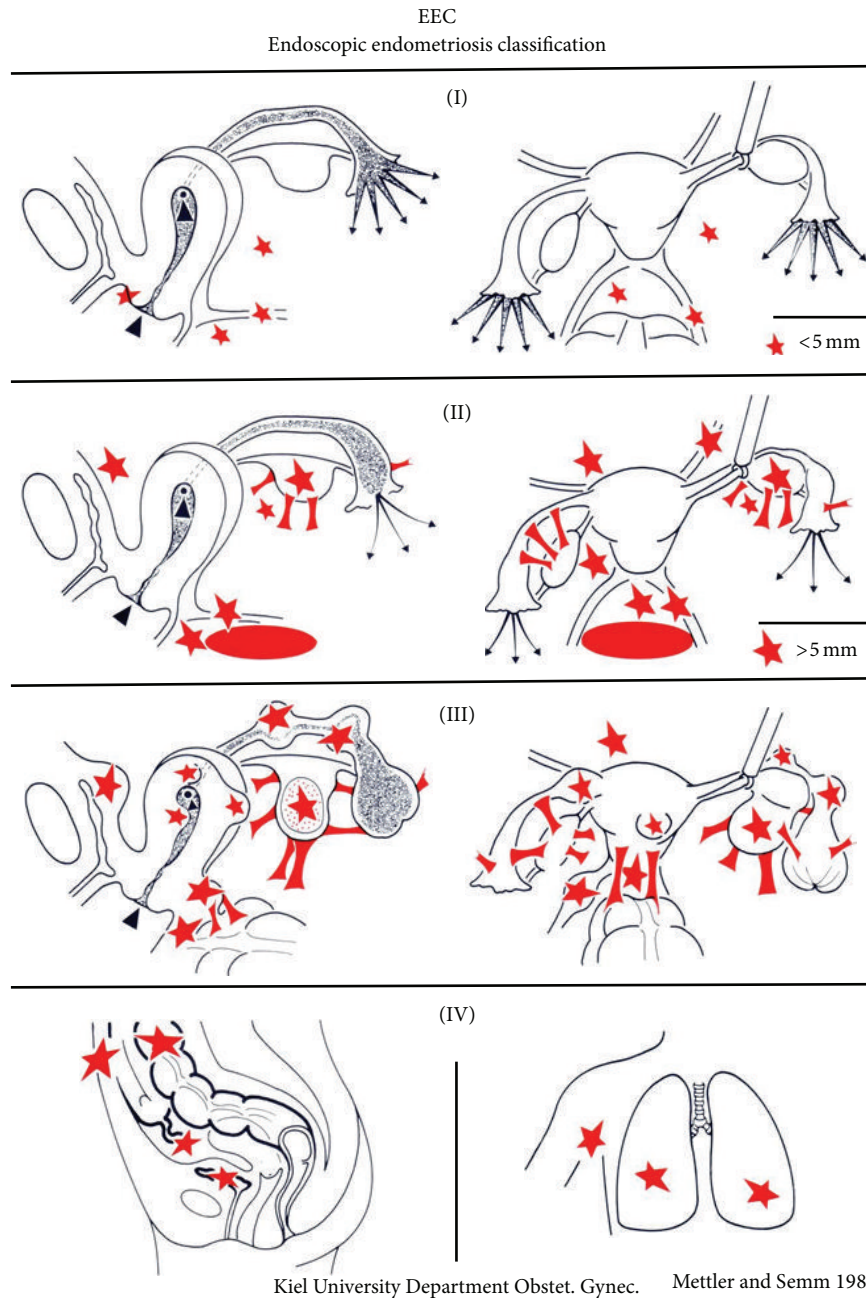 EEC
Endoscopic endometriosis classification
(I)
<5 mm
(II)
>5 mm
(III)
(IV)
Kiel University Department Obstet. Gynec. Mettler and Semm 198